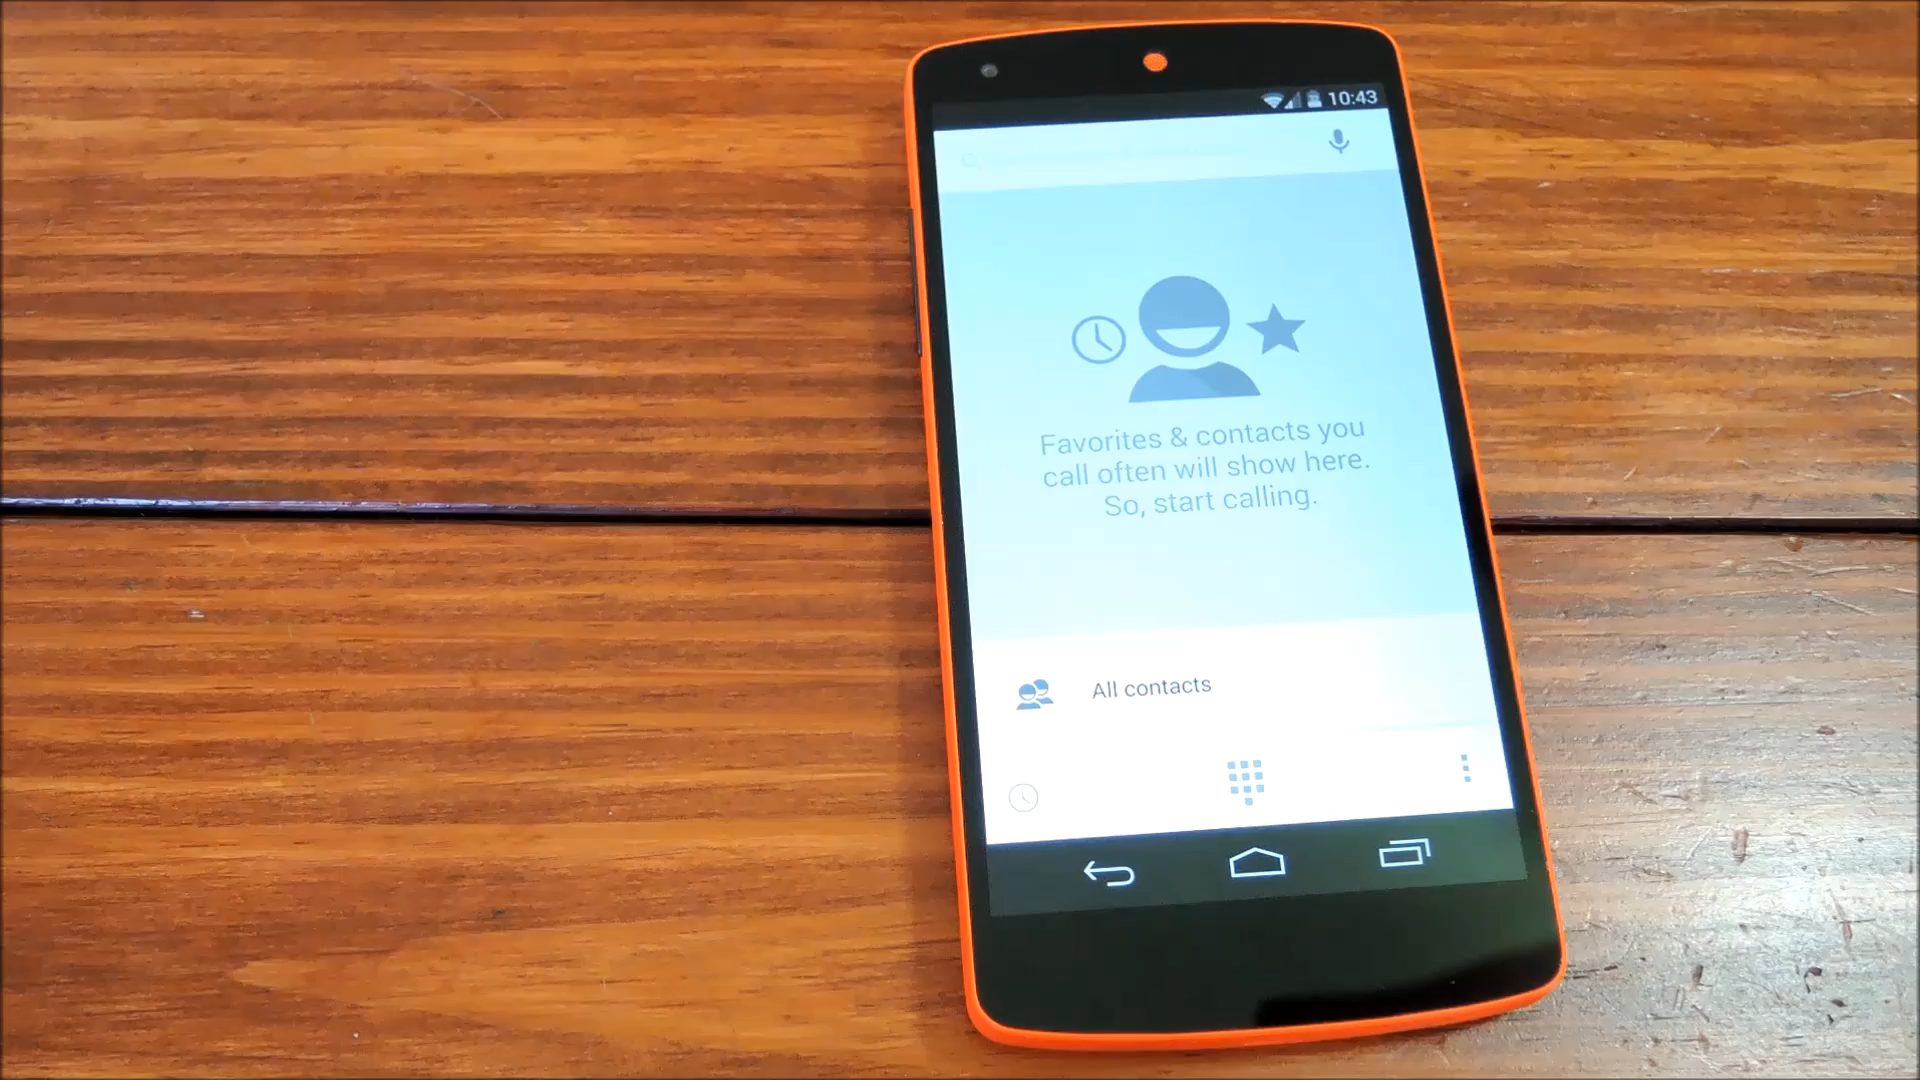 10:43
Favorites & contacts you
call often will show here.
So, start calling.
All contacts